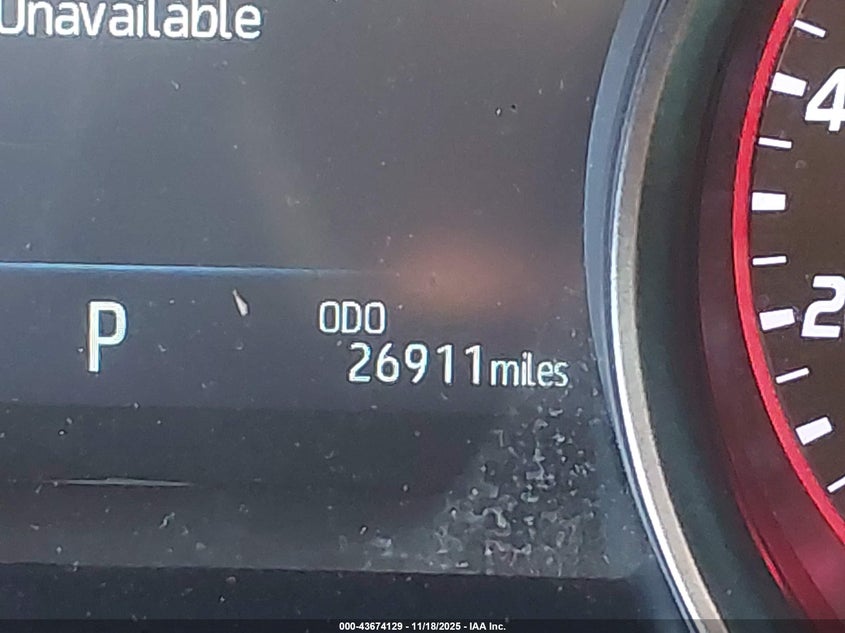 Unavailable
4
2
P
ODO
26911miles
000-43674129 - 11/18/2025 - IAA Inc.